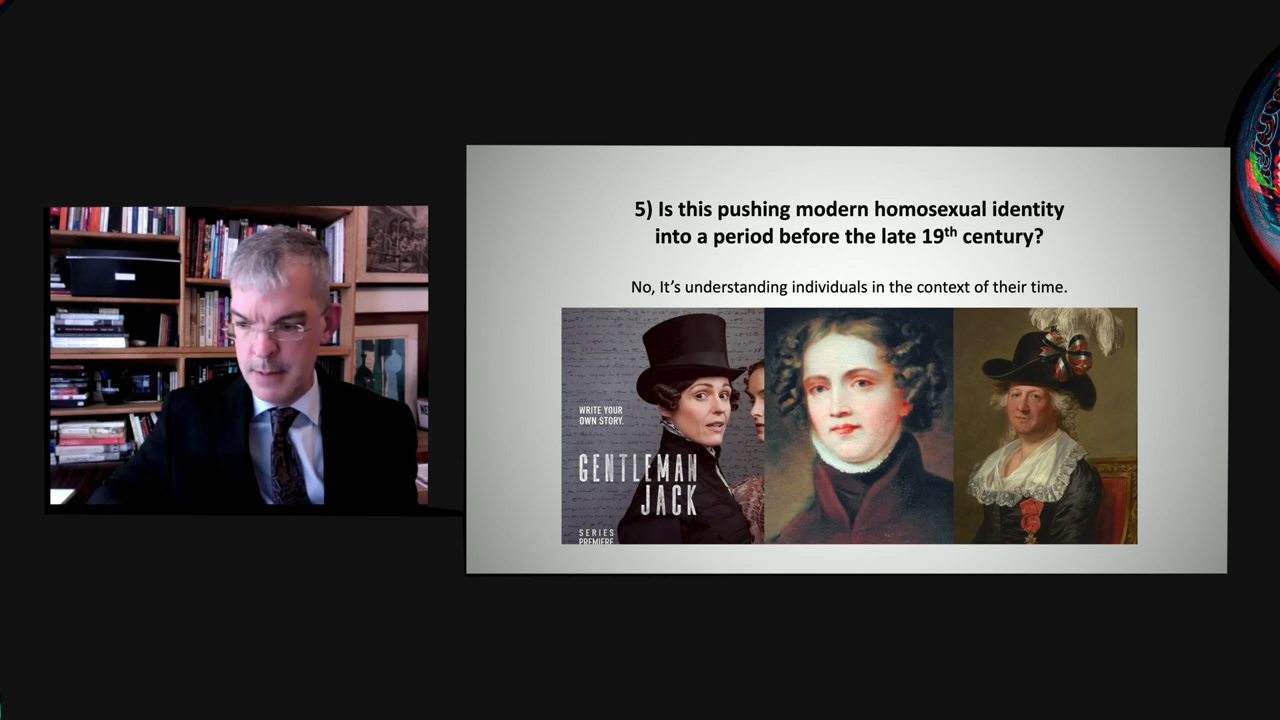 5) Is this pushing modern homosexual identity
into a period before the late 19th century?
No, It’s understanding individuals in the context of their time.
WRITE YOUR
OWN STORY.
GENTLEMAN
JACK
SERIES
PREMIERE